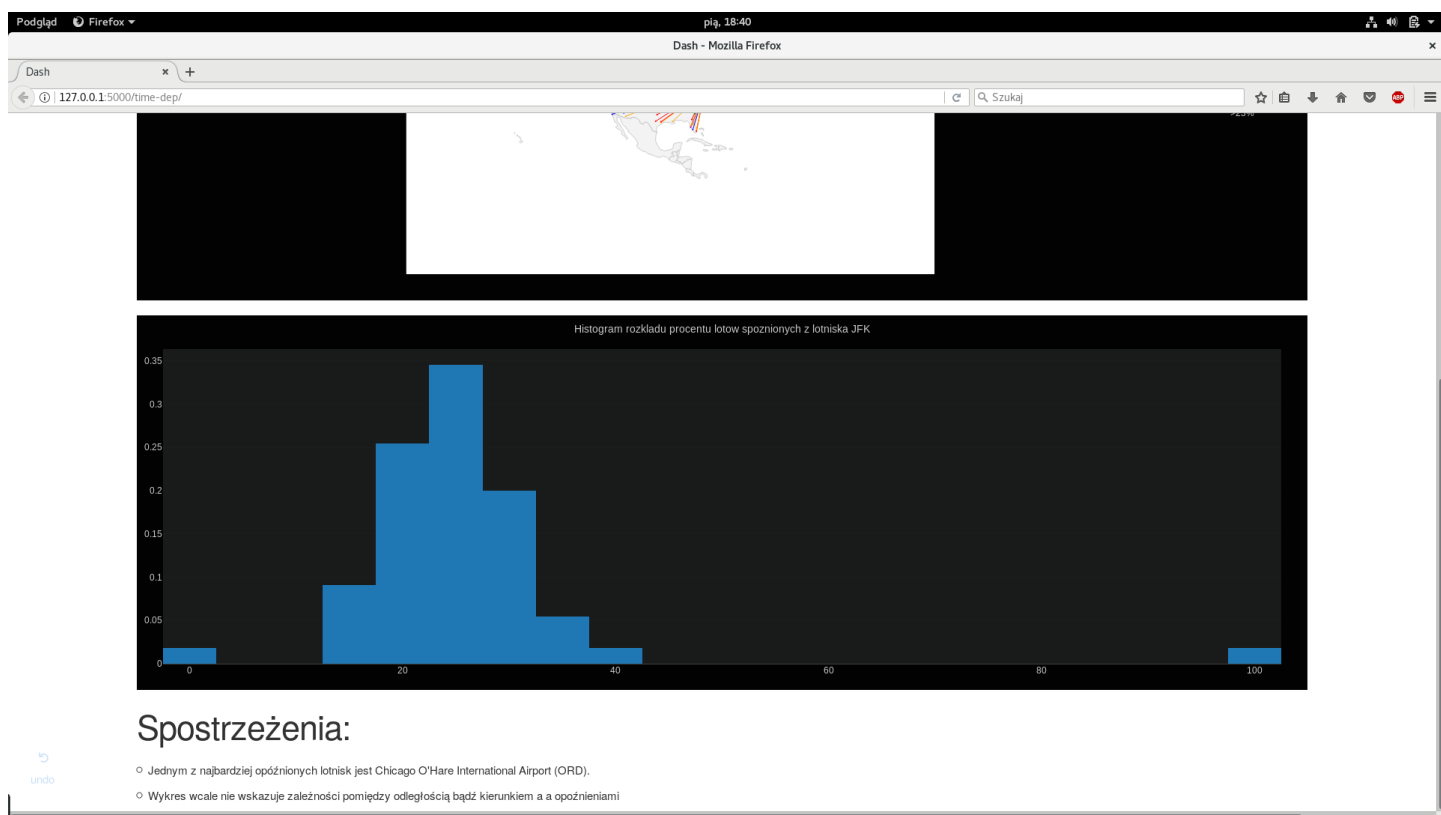 Podgląd Firefox pią, 18:40
Dash - Mozilla Firefox ×
Dash × +
127.0.0.1:5000/time-dep/ Szukaj ABP
>25%
Histogram rozkladu procentu lotow spoznionych z lotniska JFK
0.35
0.3
0.25
0.2
0.15
0.1
0.05
0
0 20 40 60 80 100
Spostrzeżenia:
Jednym z najbardziej opóźnionych lotnisk jest Chicago O'Hare International Airport (ORD).
undo
Wykres wcale nie wskazuje zależności pomiędzy odległością bądź kierunkiem a a opoźnieniami